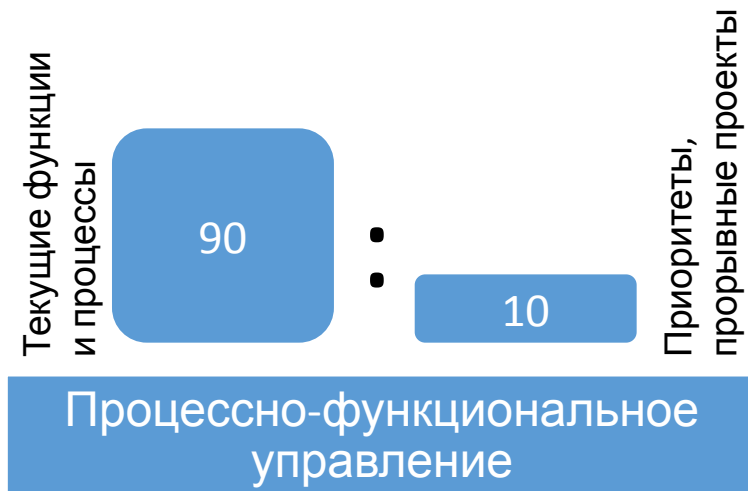 Текущие функции
и процессы
90
:
10
Приоритеты,
прорывные проекты
Процессно-функциональное
управление